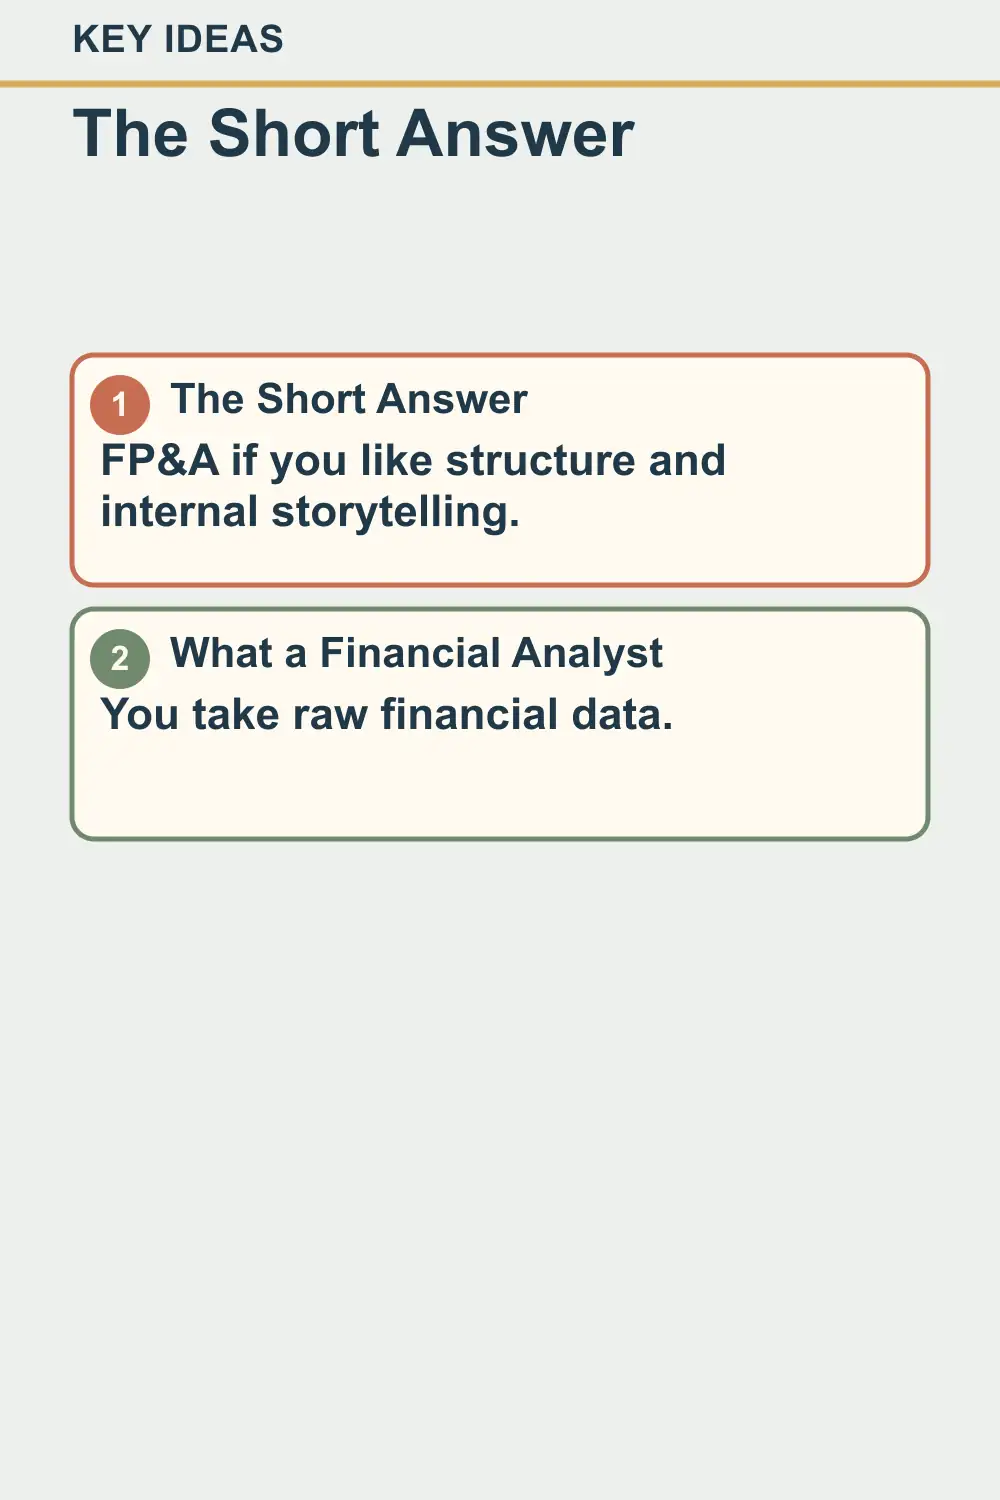 KEY IDEAS
The Short Answer
1 The Short Answer
FP&A if you like structure and
internal storytelling.
2 What a Financial Analyst
You take raw financial data.